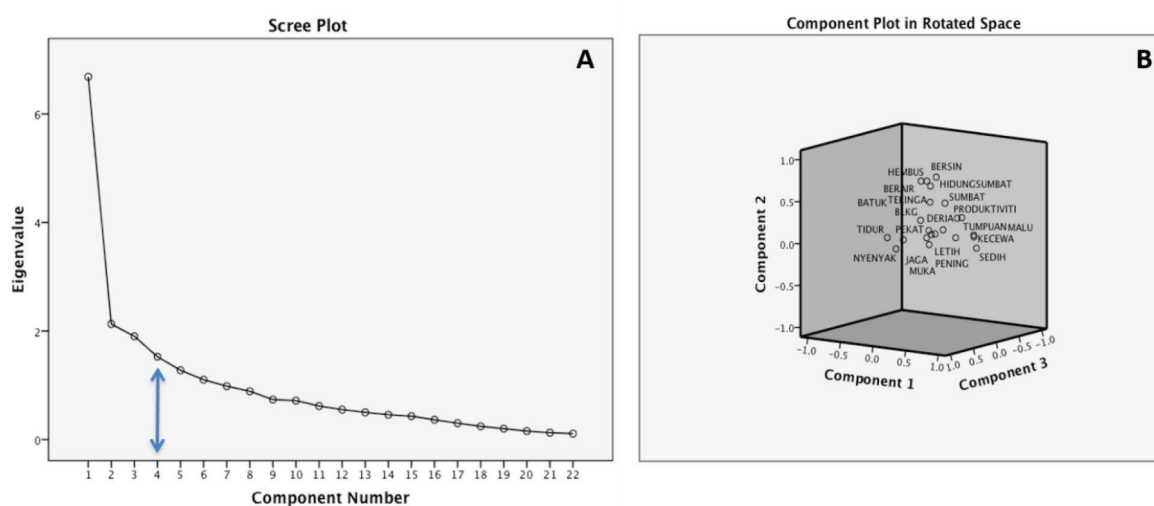 Scree Plot
A
Eigenvalue
6
4
2
0
1 2 3 4 5 6 7 8 9 10 11 12 13 14 15 16 17 18 19 20 21 22
Component Number
Component Plot in Rotated Space
B
Component 2
1.0
0.5
0.0
-0.5
-1.0
HEMBUS BERSIN
BERAIR HIDUNGSUMBAT
BATUK TELINGA SUMBAT
BLKG DERIA PRODUKTIVITI
TIDUR PEKAT TUMPUAN MALU
KECEWA
NYENYAK JAGA LETIH SEDIH
MUKA PENING
-1.0 -0.5 0.0 0.5 1.0
Component 1
1.0 0.5 0.0 -0.5 -1.0
Component 3